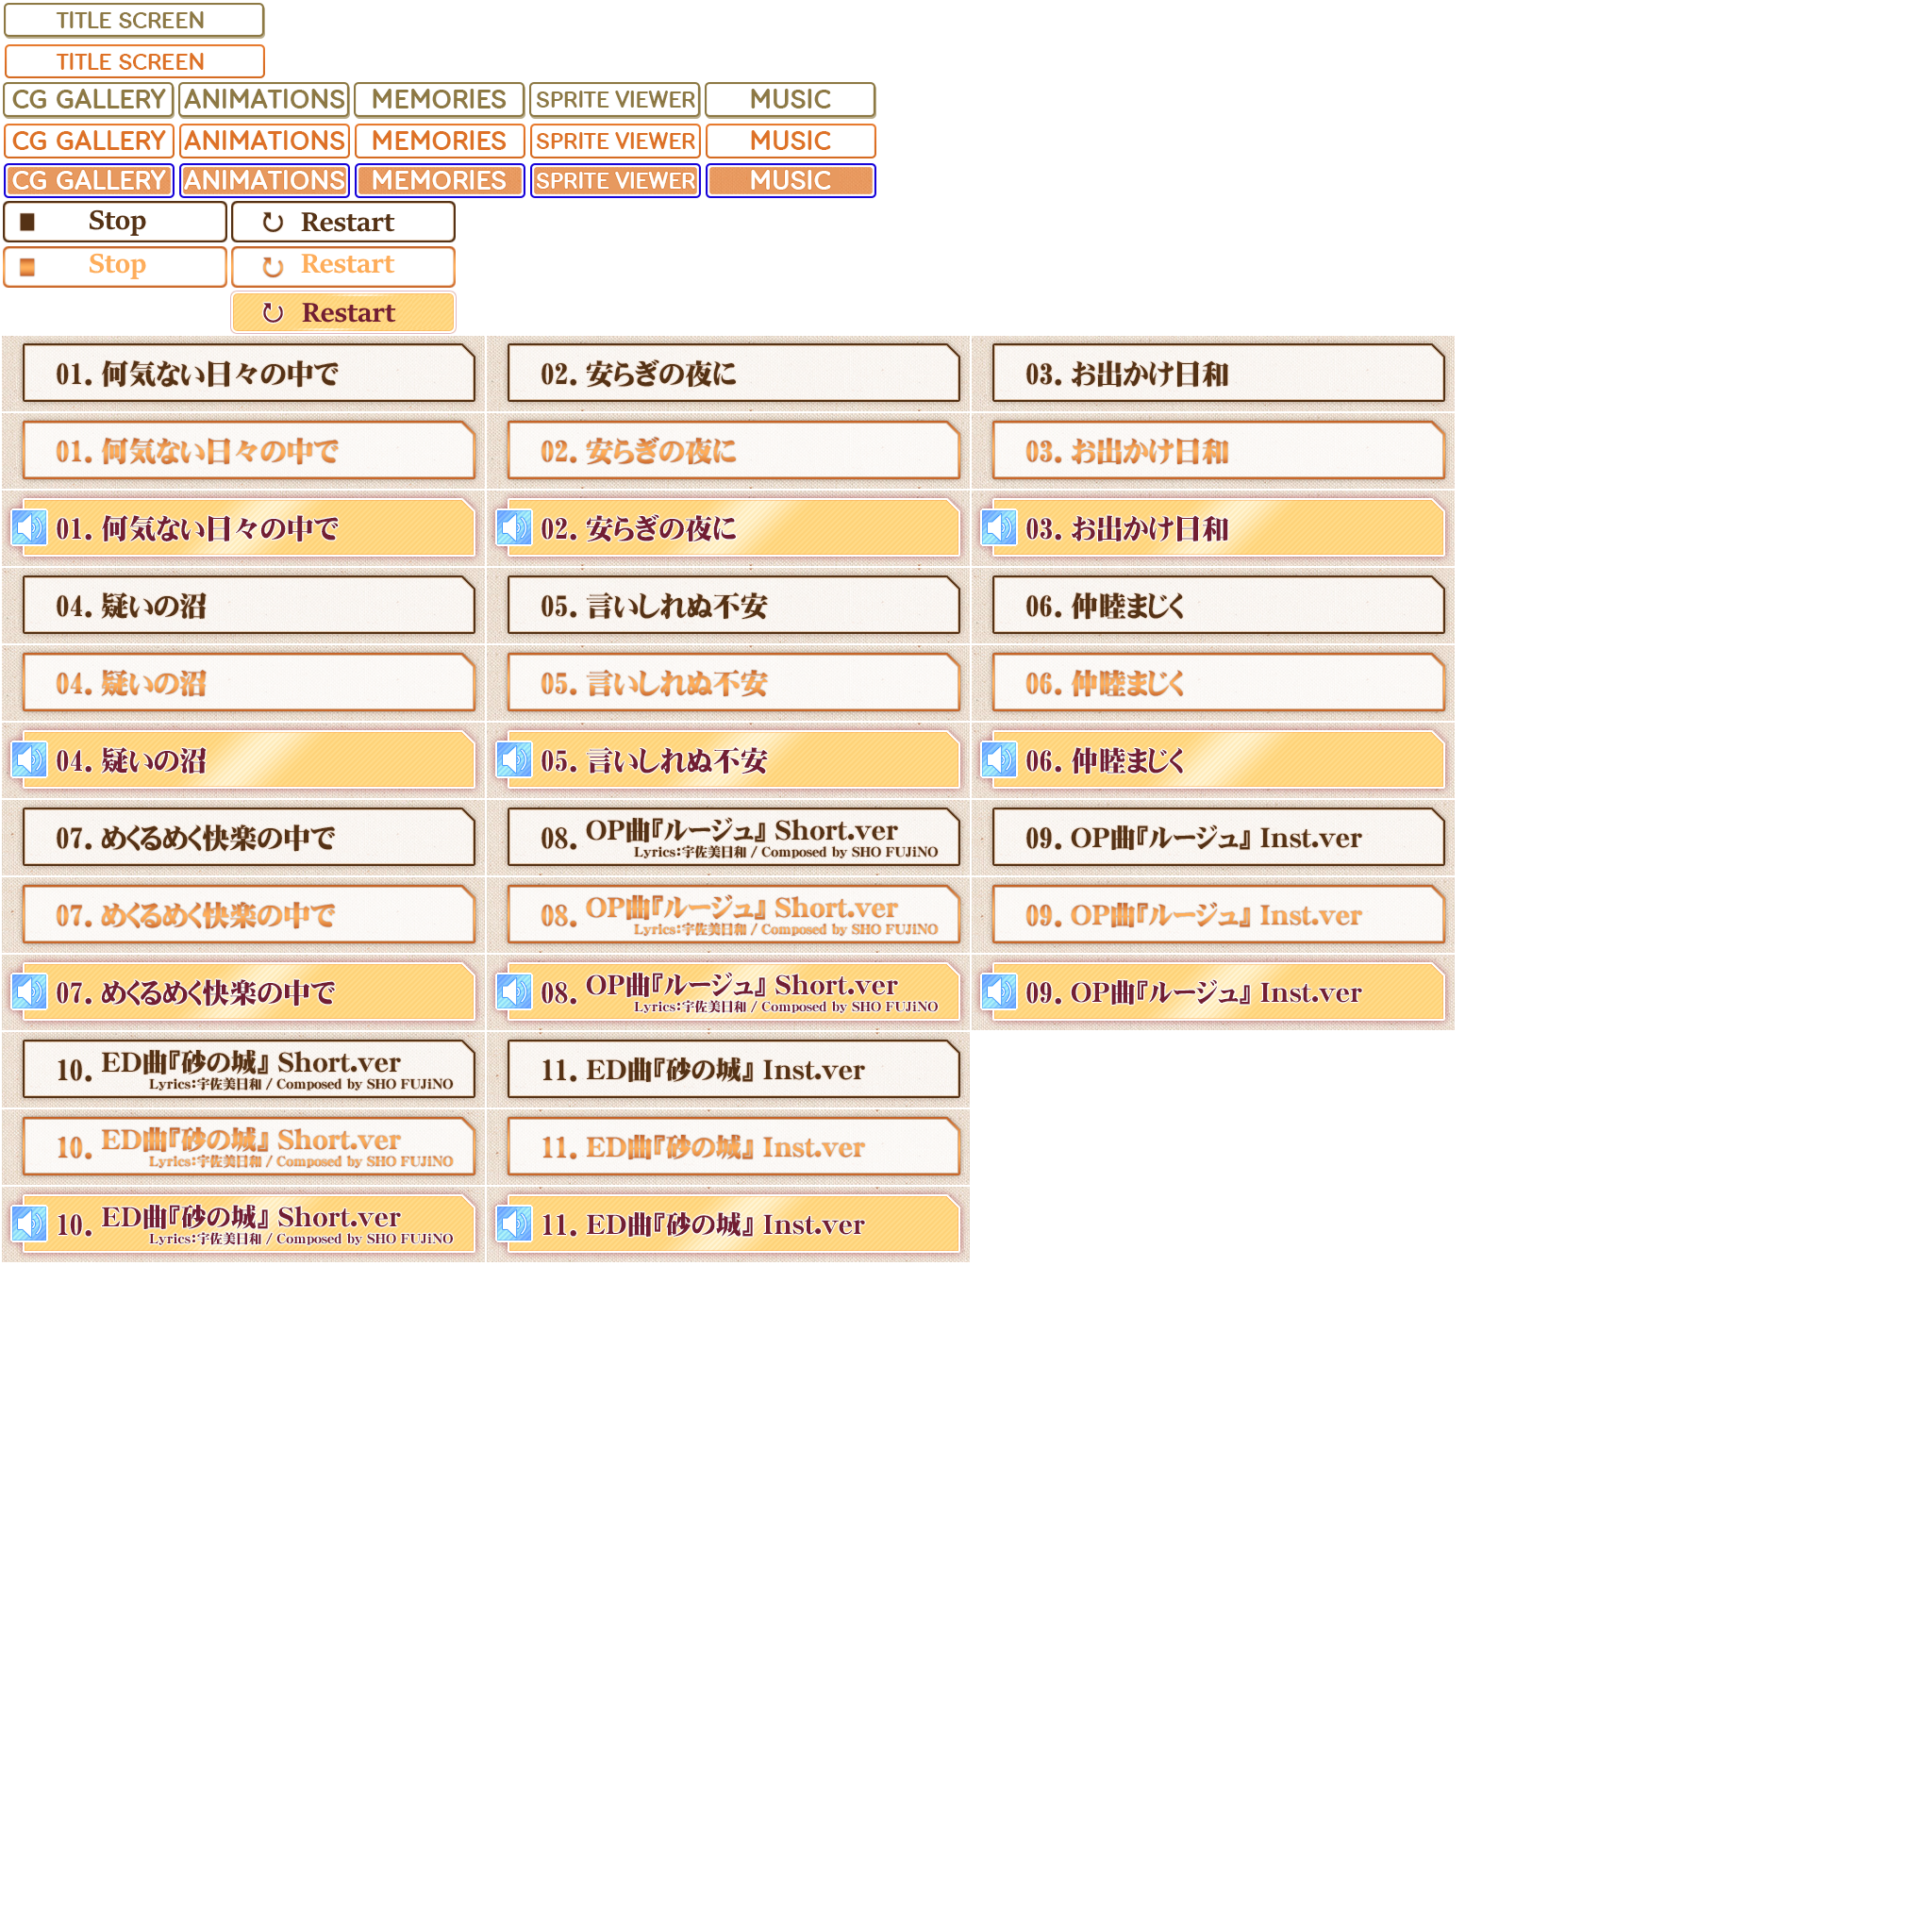 TITLE SCREEN
TITLE SCREEN
CG GALLERY ANIMATIONS MEMORIES SPRITE VIEWER MUSIC
CG GALLERY ANIMATIONS MEMORIES SPRITE VIEWER MUSIC
CG GALLERY ANIMATIONS MEMORIES SPRITE VIEWER MUSIC
Stop Restart
Stop Restart
Restart
01. 何気ない日々の中で 02. 安らぎの夜に 03. お出かけ日和
01. 何気ない日々の中で 02. 安らぎの夜に 03. お出かけ日和
01. 何気ない日々の中で 02. 安らぎの夜に 03. お出かけ日和
04. 疑いの沼 05. 言いしれぬ不安 06. 仲睦まじく
04. 疑いの沼 05. 言いしれぬ不安 06. 仲睦まじく
04. 疑いの沼 05. 言いしれぬ不安 06. 仲睦まじく
07. めくるめく快楽の中で 08. OP曲『ルージュ』 Short.ver 09. OP曲『ルージュ』 Inst.ver
Lyrics:宇佐美日和 / Composed by SHO FUJiNO
07. めくるめく快楽の中で 08. OP曲『ルージュ』 Short.ver 09. OP曲『ルージュ』 Inst.ver
Lyrics:宇佐美日和 / Composed by SHO FUJiNO
07. めくるめく快楽の中で 08. OP曲『ルージュ』 Short.ver 09. OP曲『ルージュ』 Inst.ver
Lyrics:宇佐美日和 / Composed by SHO FUJiNO
10. ED曲『砂の城』 Short.ver 11. ED曲『砂の城』 Inst.ver
Lyrics:宇佐美日和 / Composed by SHO FUJiNO
10. ED曲『砂の城』 Short.ver 11. ED曲『砂の城』 Inst.ver
Lyrics:宇佐美日和 / Composed by SHO FUJiNO
10. ED曲『砂の城』 Short.ver 11. ED曲『砂の城』 Inst.ver
Lyrics:宇佐美日和 / Composed by SHO FUJiNO